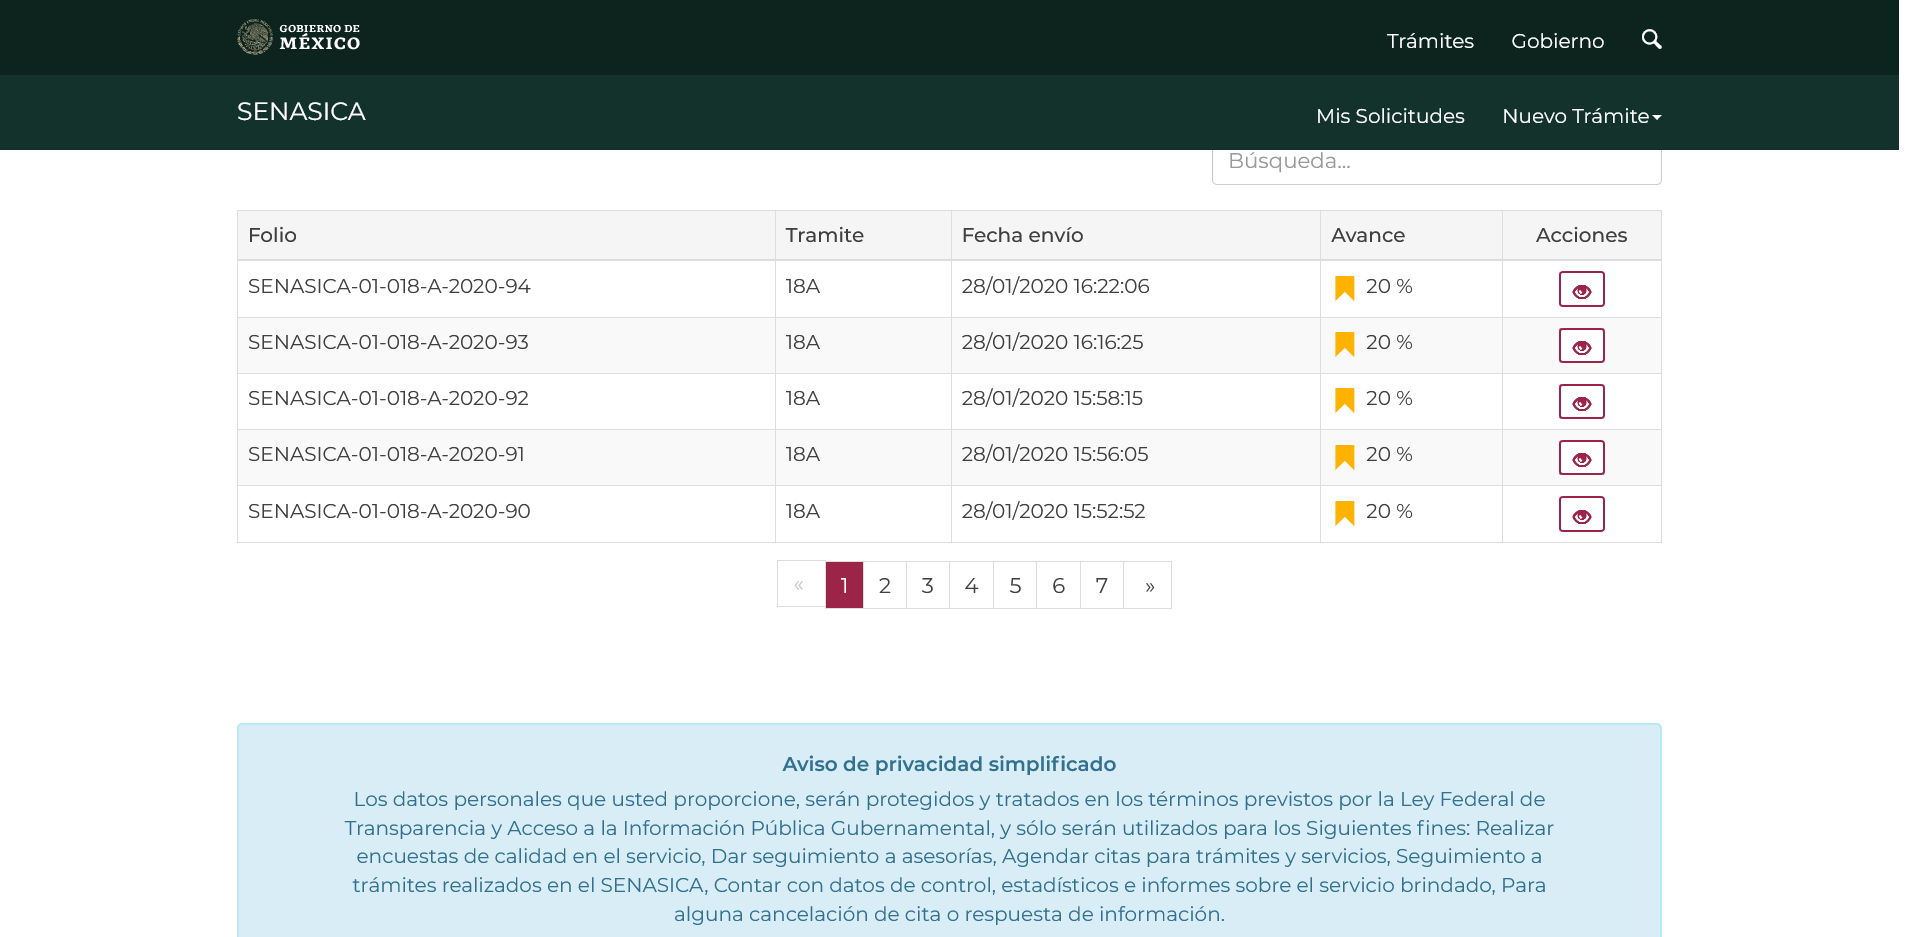 GOBIERNO DE
MÉXICO
Trámites Gobierno
SENASICA
Mis Solicitudes Nuevo Trámite
Búsqueda...
Folio Tramite Fecha envío Avance Acciones
SENASICA-01-018-A-2020-94 18A 28/01/2020 16:22:06 20 %
SENASICA-01-018-A-2020-93 18A 28/01/2020 16:16:25 20 %
SENASICA-01-018-A-2020-92 18A 28/01/2020 15:58:15 20 %
SENASICA-01-018-A-2020-91 18A 28/01/2020 15:56:05 20 %
SENASICA-01-018-A-2020-90 18A 28/01/2020 15:52:52 20 %
« 1 2 3 4 5 6 7 »
Aviso de privacidad simplificado
Los datos personales que usted proporcione, serán protegidos y tratados en los términos previstos por la Ley Federal de
Transparencia y Acceso a la Información Pública Gubernamental, y sólo serán utilizados para los Siguientes fines: Realizar
encuestas de calidad en el servicio, Dar seguimiento a asesorías, Agendar citas para trámites y servicios, Seguimiento a
trámites realizados en el SENASICA, Contar con datos de control, estadísticos e informes sobre el servicio brindado, Para
alguna cancelación de cita o respuesta de información.